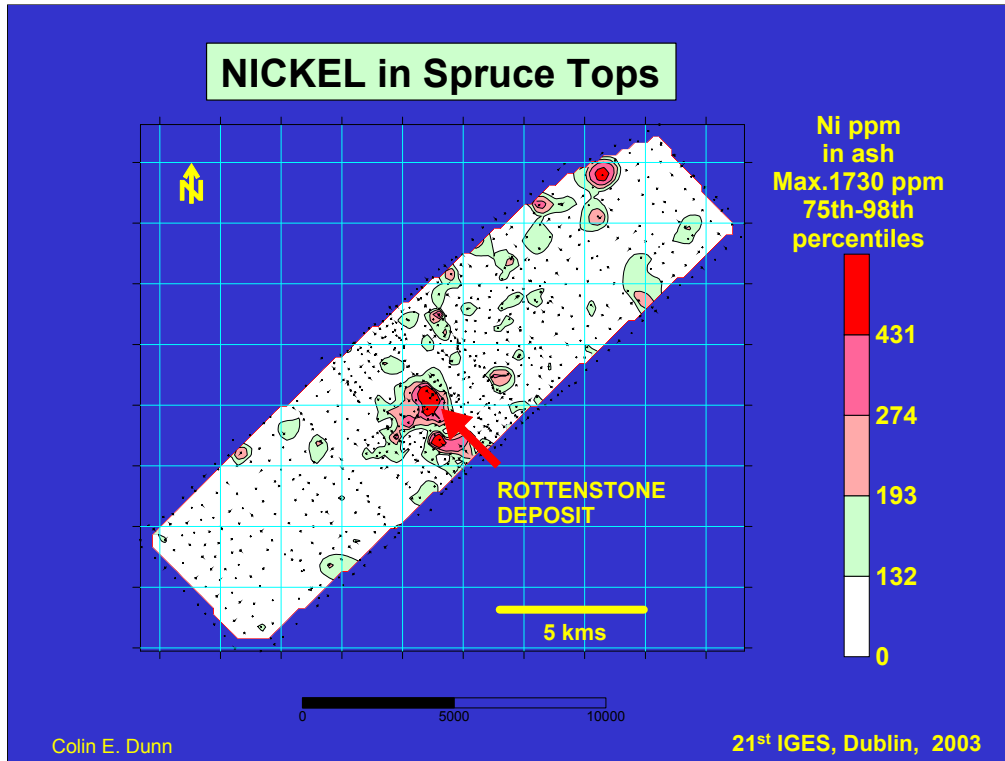 NICKEL in Spruce Tops
N
Ni ppm
in ash
Max.1730 ppm
75th-98th
percentiles
431
274
193
132
0
ROTTENSTONE
DEPOSIT
5 kms
0 5000 10000
Colin E. Dunn
21st IGES, Dublin, 2003